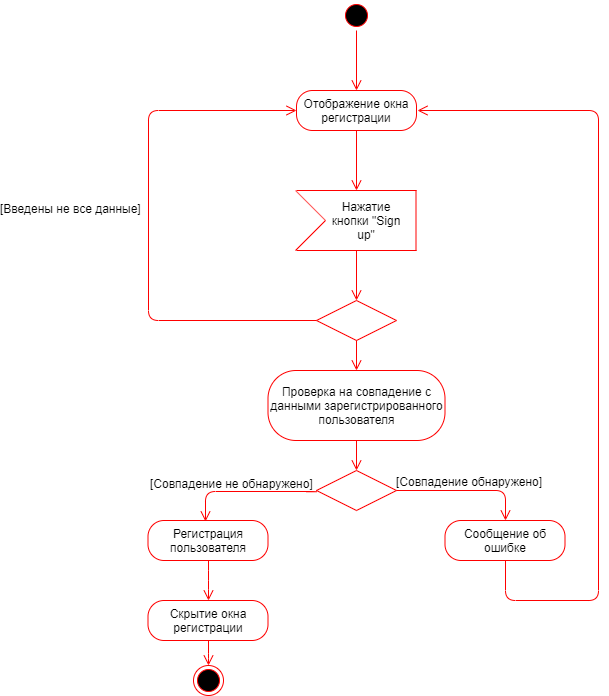 Отображение окна
регистрации
Нажатие
кнопки "Sign
up"
[Введены не все данные]
Проверка на совпадение с
данными зарегистрированного
пользователя
[Совпадение не обнаружено]
[Совпадение обнаружено]
Регистрация
пользователя
Сообщение об
ошибке
Скрытие окна
регистрации